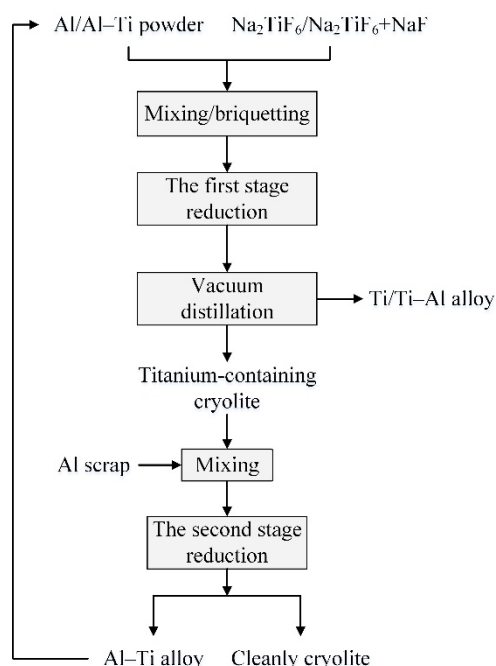 Al/Al–Ti powder Na₂TiF₆/Na₂TiF₆+NaF
Mixing/briquetting
The first stage
reduction
Vacuum
distillation
Ti/Ti–Al alloy
Titanium-containing
cryolite
Al scrap
Mixing
The second stage
reduction
Al–Ti alloy Cleanly cryolite